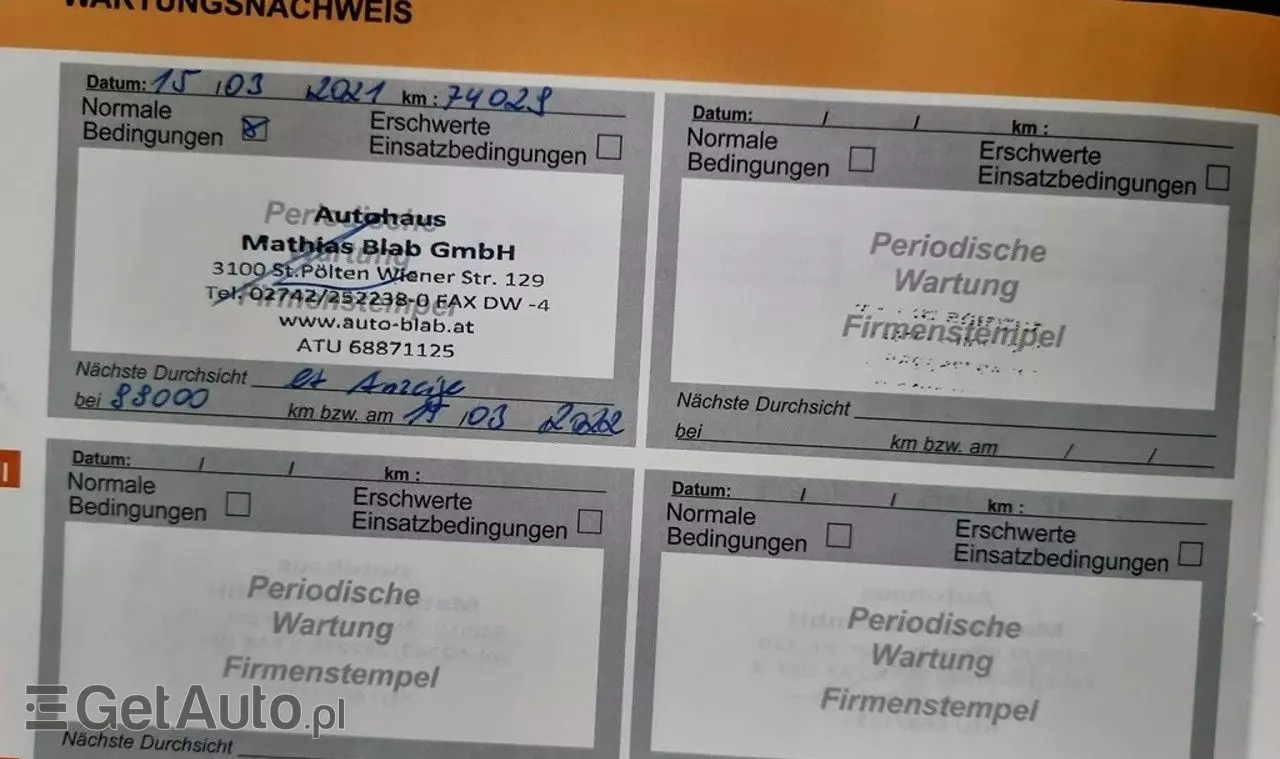 WARTUNGSNACHWEIS
Datum: 15 / 03 2021 km : 74029
Normale Bedingungen Erschwerte Einsatzbedingungen
Periodische Wartung Firmenstempel
Autohaus
Mathias Blab GmbH
3100 St.Pölten Wiener Str. 129
Tel. 02742/252238-0 FAX DW -4
www.auto-blab.at
ATU 68871125
Nächste Durchsicht
bei 88000 km bzw. am / 03 2022
Datum: / / km :
Normale
Bedingungen
Erschwerte
Einsatzbedingungen
Periodische
Wartung
Firmenstempel
Nächste Durchsicht
bei km bzw. am / /
Datum: / / km :
Normale
Bedingungen
Erschwerte
Einsatzbedingungen
Periodische
Wartung
Firmenstempel
Nächste Durchsicht
Datum: / / km :
Normale
Bedingungen
Erschwerte
Einsatzbedingungen
Periodische
Wartung
Firmenstempel
GetAuto.pl